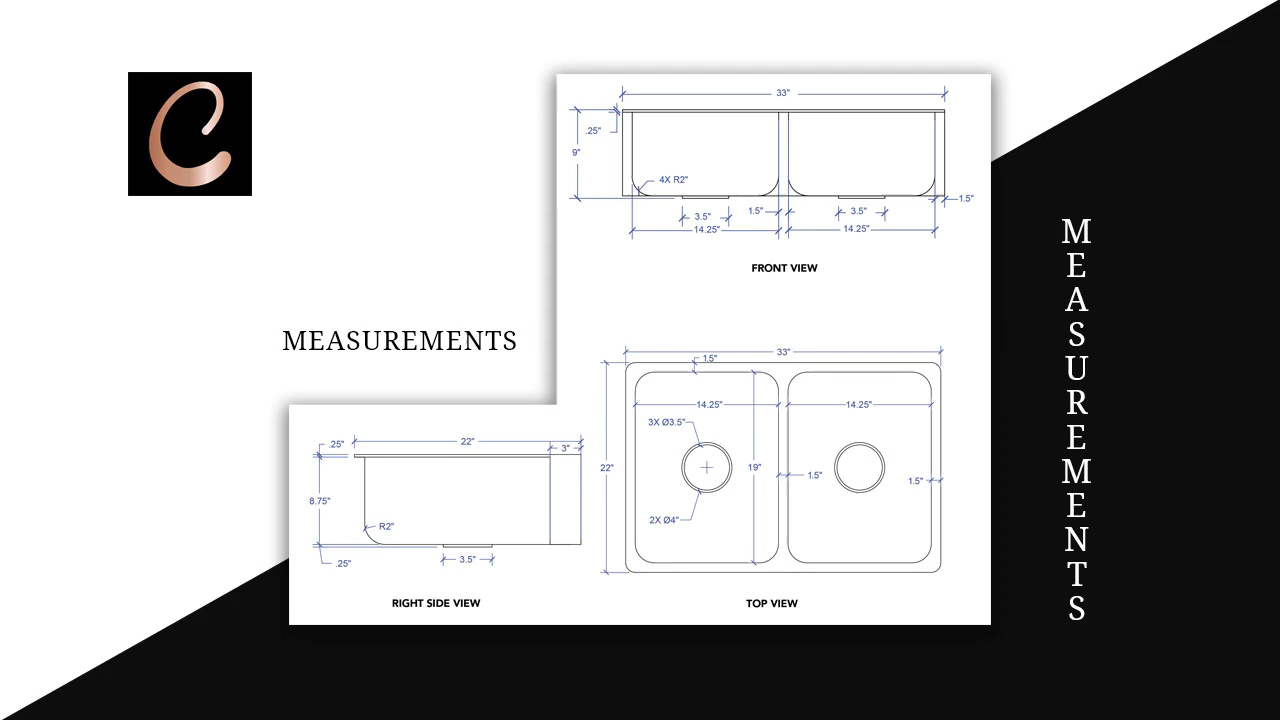 C
MEASUREMENTS
33"
.25"
9"
4X R2"
3.5"
1.5"
3.5"
1.5"
14.25"
14.25"
FRONT VIEW
33"
1.5"
14.25"
14.25"
3X Ø3.5"
22"
19"
1.5"
1.5"
2X Ø4"
TOP VIEW
.25"
22"
3"
8.75"
R2"
.25"
3.5"
RIGHT SIDE VIEW
MEASUREMENTS